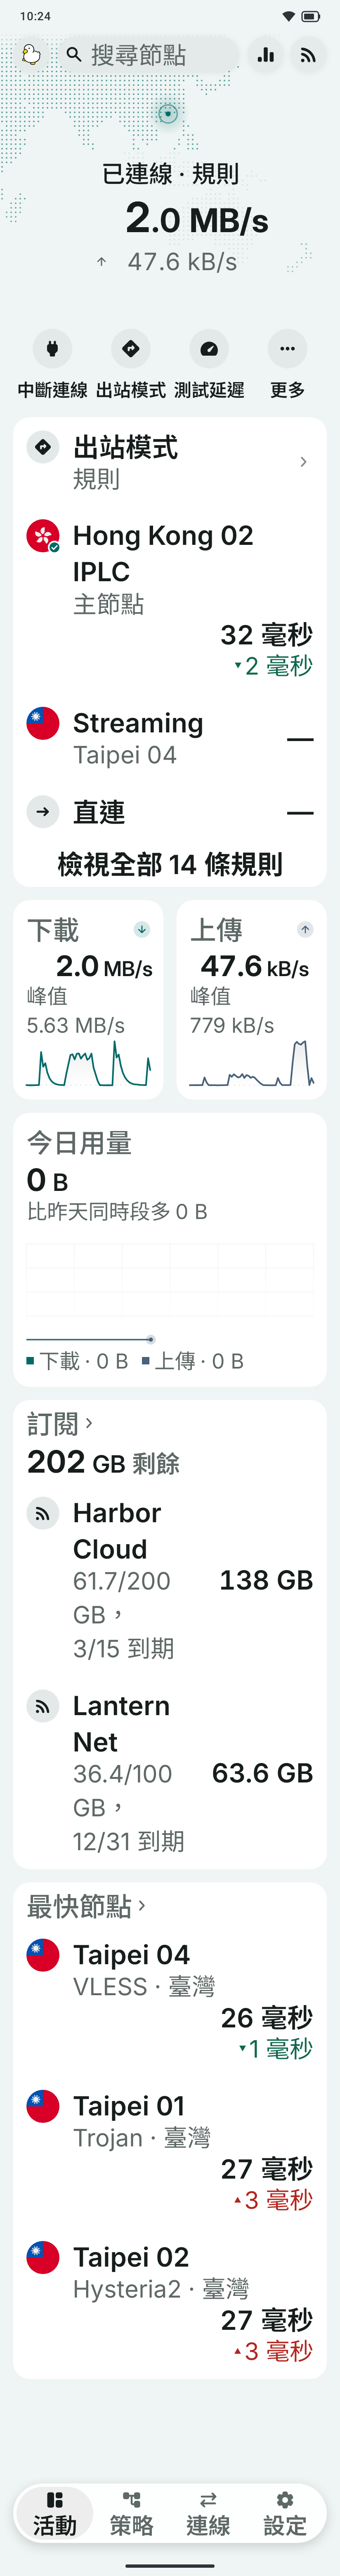 10:24
搜尋節點
已連線 · 規則
2.0 MB/s
↑ 47.6 kB/s
中斷連線 出站模式 測試延遲 更多
出站模式
規則
Hong Kong 02
IPLC
主節點
32 毫秒
▼2 毫秒
Streaming
Taipei 04
—
直連
—
檢視全部 14 條規則
下載
2.0 MB/s
峰值
5.63 MB/s
上傳
47.6 kB/s
峰值
779 kB/s
今日用量
0 B
比昨天同時段多 0 B
下載 · 0 B 上傳 · 0 B
訂閱
202 GB 剩餘
Harbor
Cloud
61.7/200
GB，
3/15 到期
138 GB
Lantern
Net
36.4/100
GB，
12/31 到期
63.6 GB
最快節點
Taipei 04
VLESS · 臺灣
26 毫秒
▼1 毫秒
Taipei 01
Trojan · 臺灣
27 毫秒
▲3 毫秒
Taipei 02
Hysteria2 · 臺灣
27 毫秒
▲3 毫秒
活動 策略 連線 設定